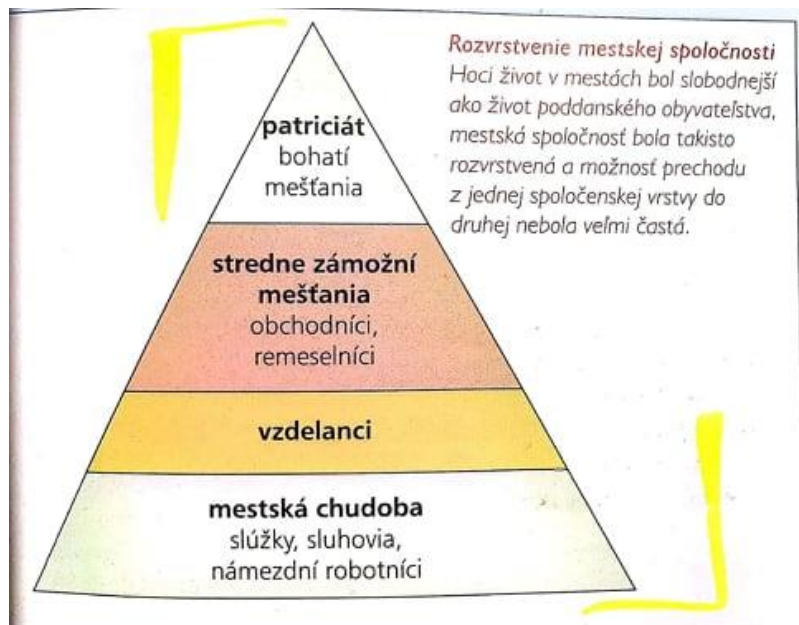 Rozvrstvenie mestskej spoločnosti
Hoci život v mestách bol slobodnejší
ako život poddanského obyvateľstva,
mestská spoločnosť bola takisto
rozvrstvená a možnosť prechodu
z jednej spoločenskej vrstvy do
druhej nebola veľmi častá.
patriciát
bohatí
mešťania
stredne zámožní
mešťania
obchodníci,
remeselníci
vzdelanci
mestská chudoba
slúžky, sluhovia,
námezdní robotníci